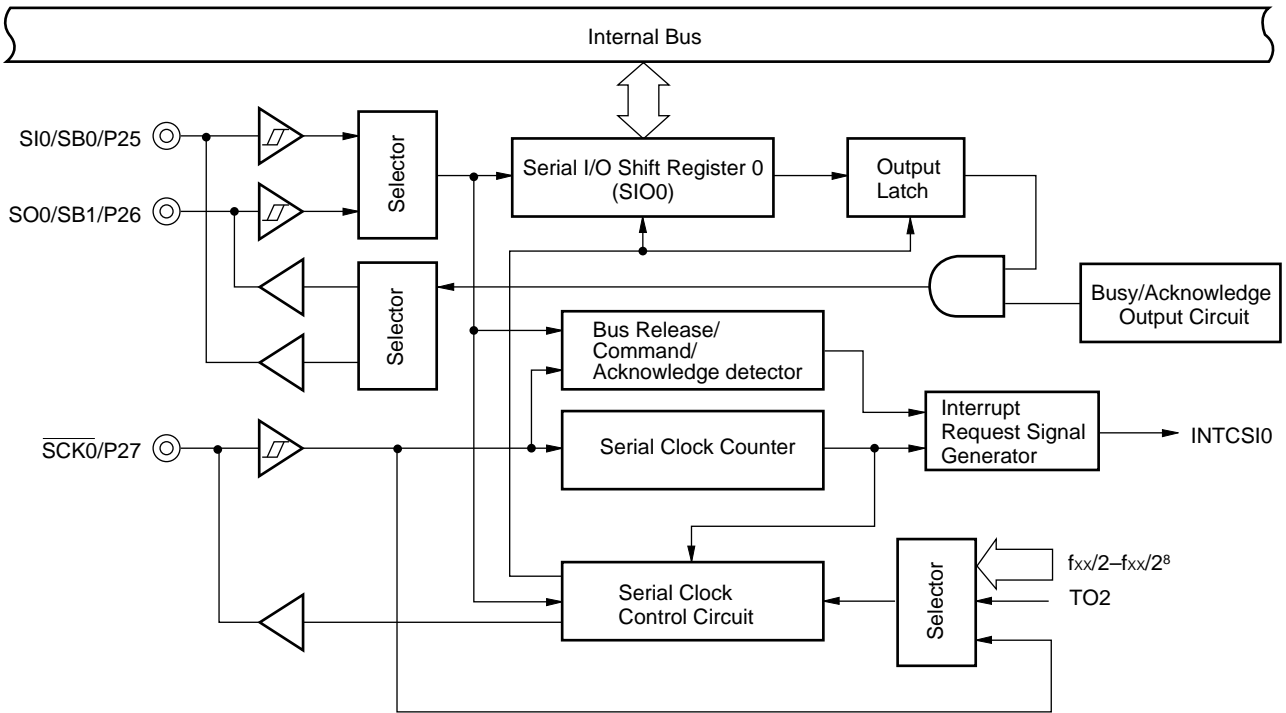 Internal Bus
SI0/SB0/P25
Selector
Serial I/O Shift Register 0
(SIO0)
Output
Latch
SO0/SB1/P26
Selector
Busy/Acknowledge
Output Circuit
Bus Release/
Command/
Acknowledge detector
Interrupt
Request Signal
Generator
INTCSI0
SCK0/P27
Serial Clock Counter
Serial Clock
Control Circuit
Selector
fxx/2–fxx/2⁸
TO2